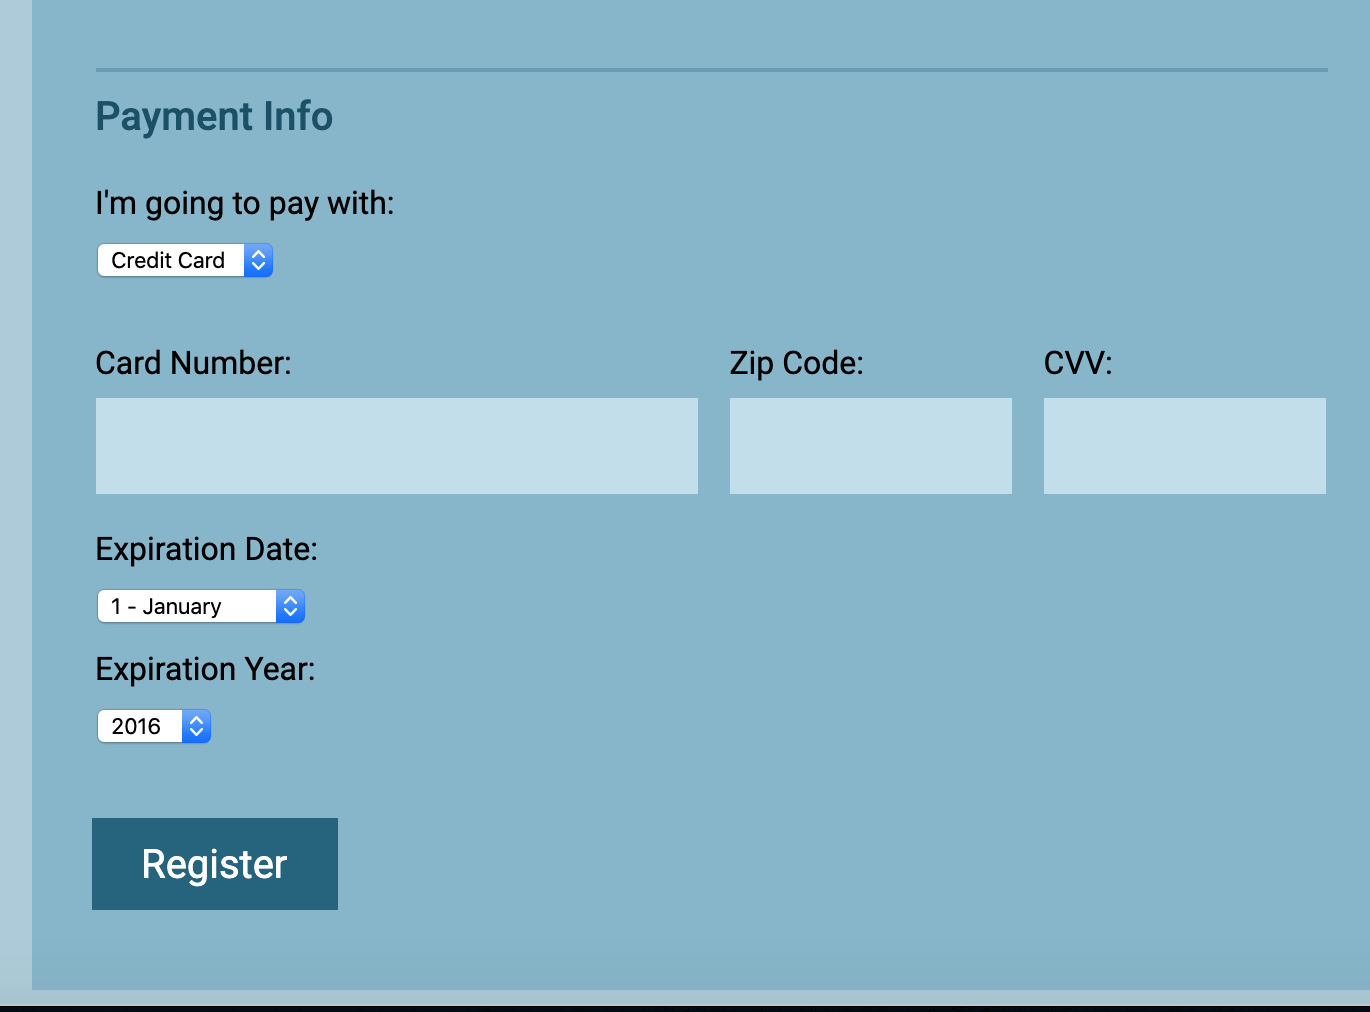 Payment Info
I'm going to pay with:
Credit Card
Card Number: Zip Code: CVV:
Expiration Date:
1 - January
Expiration Year:
2016
Register